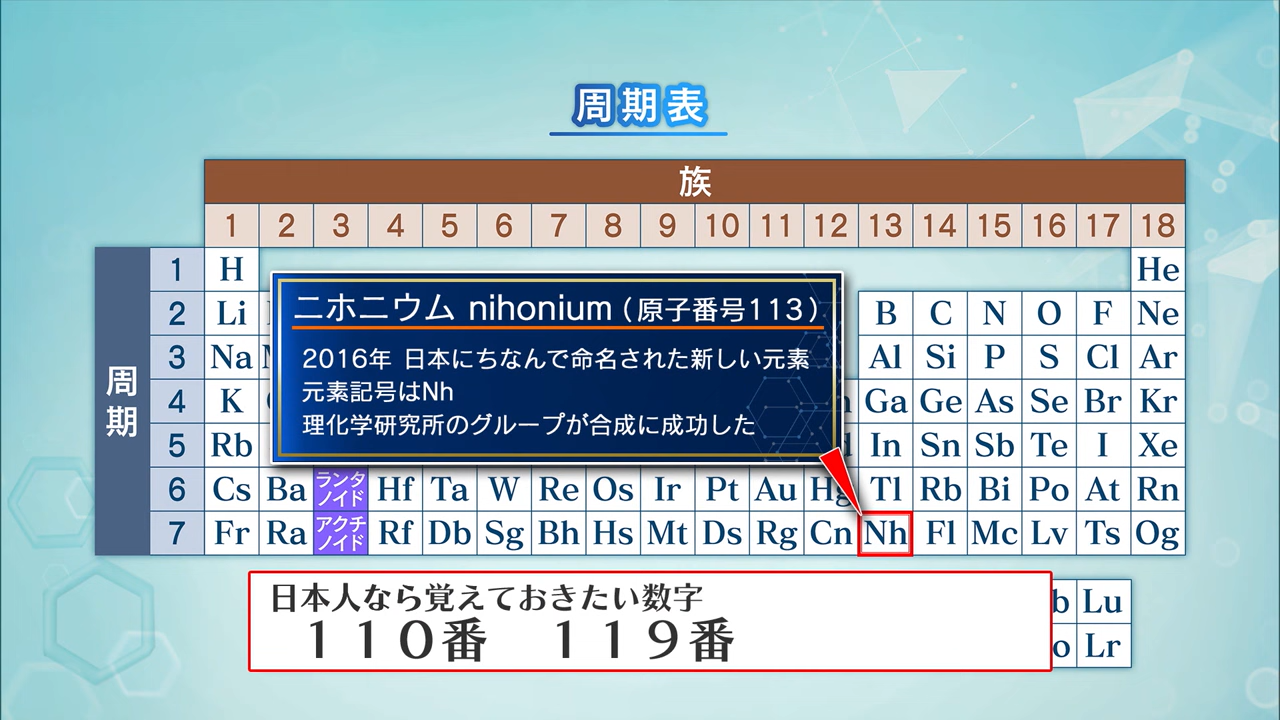 周期表
族
1 2 3 4 5 6 7 8 9 10 11 12 13 14 15 16 17 18
周期
1 H He
2 Li B C N O F Ne
3 Na Al Si P S Cl Ar
4 K Ga Ge As Se Br Kr
5 Rb In Sn Sb Te I Xe
6 Cs Ba ランタノイド Hf Ta W Re Os Ir Pt Au Hg Tl Rb Bi Po At Rn
7 Fr Ra アクチノイド Rf Db Sg Bh Hs Mt Ds Rg Cn Nh Fl Mc Lv Ts Og
ニホニウム nihonium(原子番号113)
2016年 日本にちなんで命名された新しい元素
元素記号はNh
理化学研究所のグループが合成に成功した
Lu
Lr
日本人なら覚えておきたい数字
110番 119番